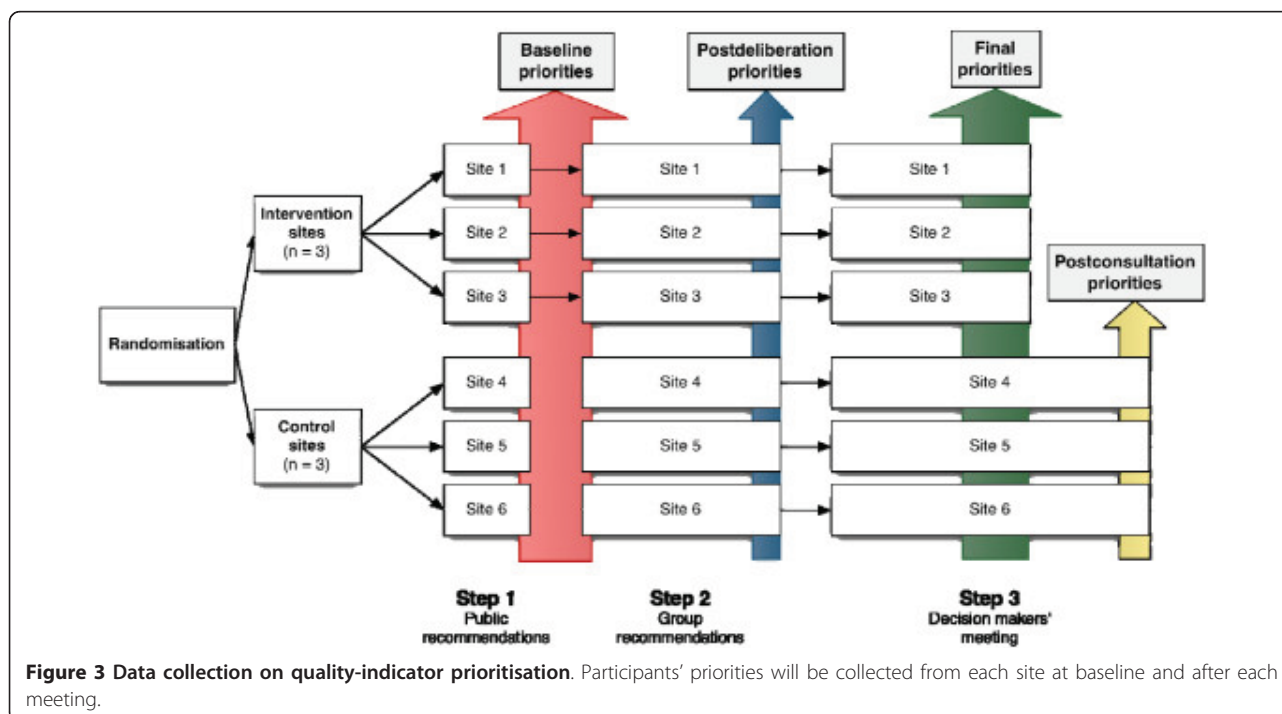 Baseline
priorities
Postdeliberation
priorities
Final
priorities
Site 1
Site 1
Site 1
Intervention
sites
(n = 3)
Site 2
Site 2
Site 2
Postconsultation
priorities
Site 3
Site 3
Site 3
Randomisation
Site 4
Site 4
Site 4
Control
sites
(n = 3)
Site 5
Site 5
Site 5
Site 6
Site 6
Site 6
Step 1
Public
recommendations
Step 2
Group
recommendations
Step 3
Decision makers'
meeting
Figure 3 Data collection on quality-indicator prioritisation. Participants' priorities will be collected from each site at baseline and after each
meeting.